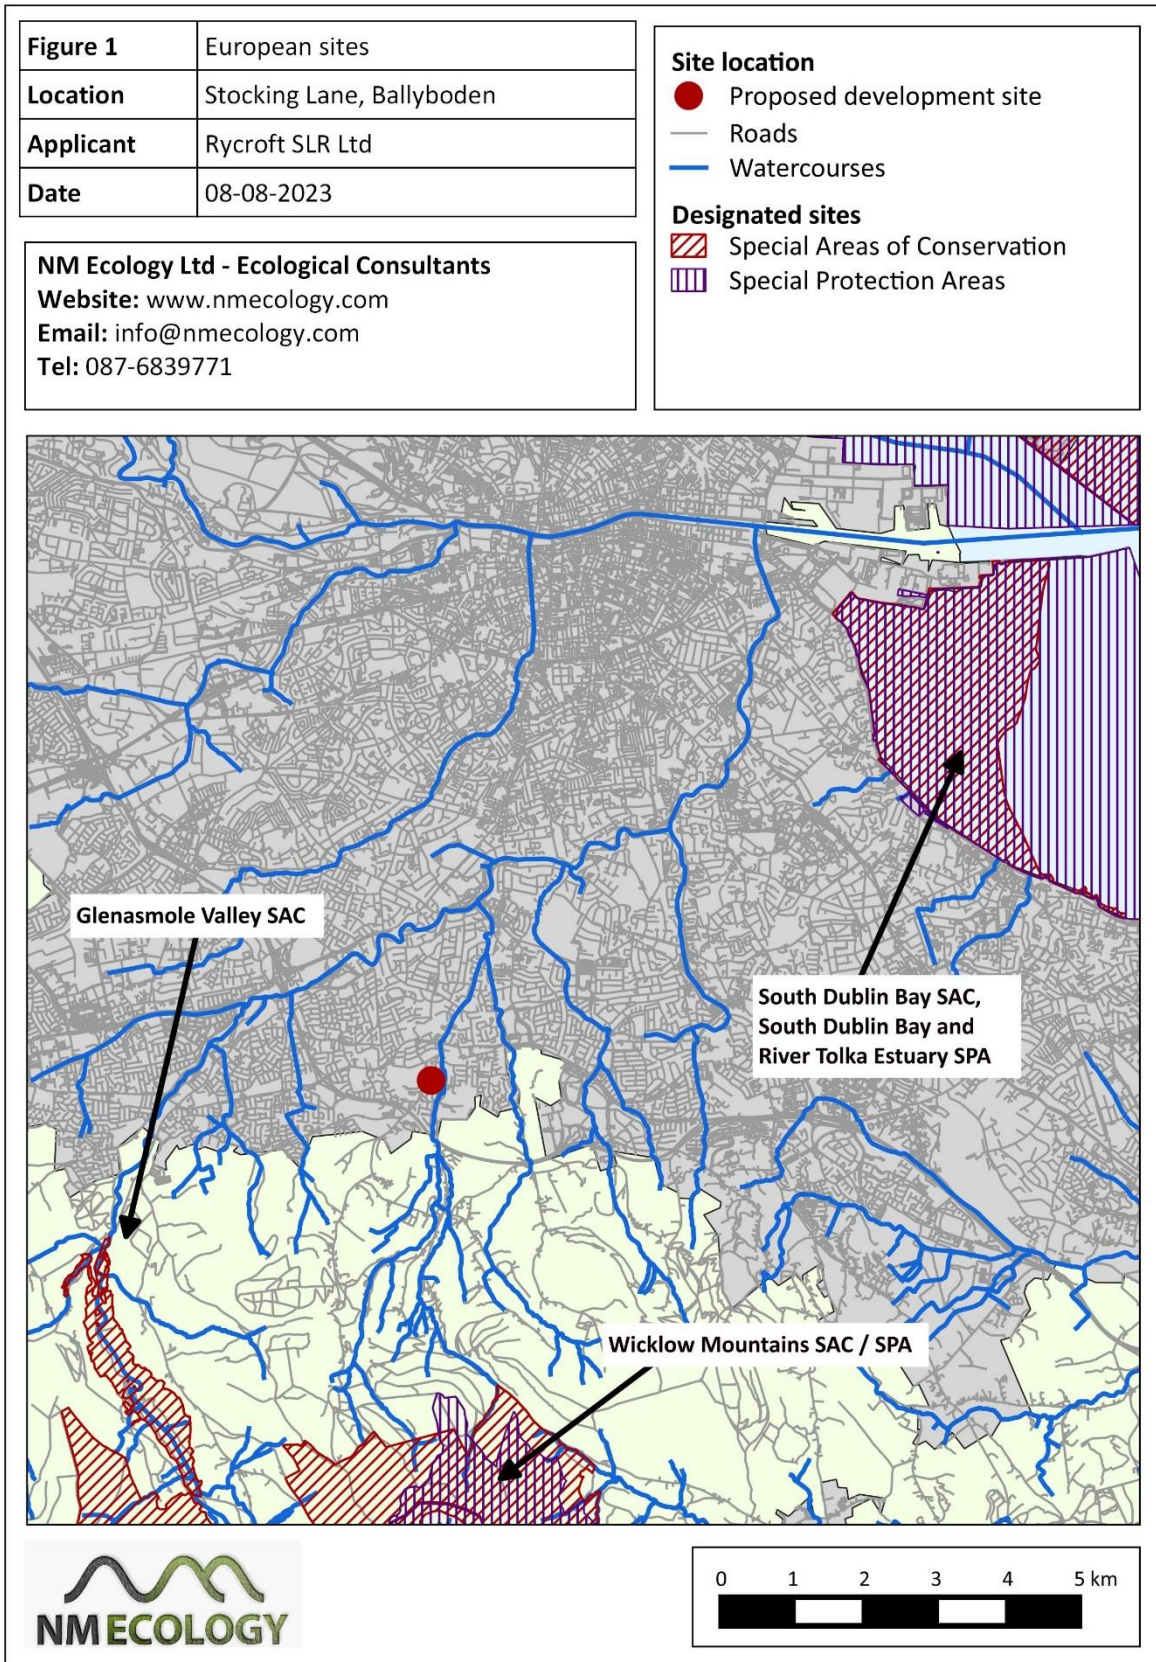 Figure 1 European sites
Location Stocking Lane, Ballyboden
Applicant Rycroft SLR Ltd
Date 08-08-2023
NM Ecology Ltd - Ecological Consultants
Website: www.nmecology.com
Email: info@nmecology.com
Tel: 087-6839771
Site location
Proposed development site
Roads
Watercourses
Designated sites
Special Areas of Conservation
Special Protection Areas
Glenasmole Valley SAC
South Dublin Bay SAC,
South Dublin Bay and
River Tolka Estuary SPA
Wicklow Mountains SAC / SPA
NMECOLOGY
0 1 2 3 4 5 km